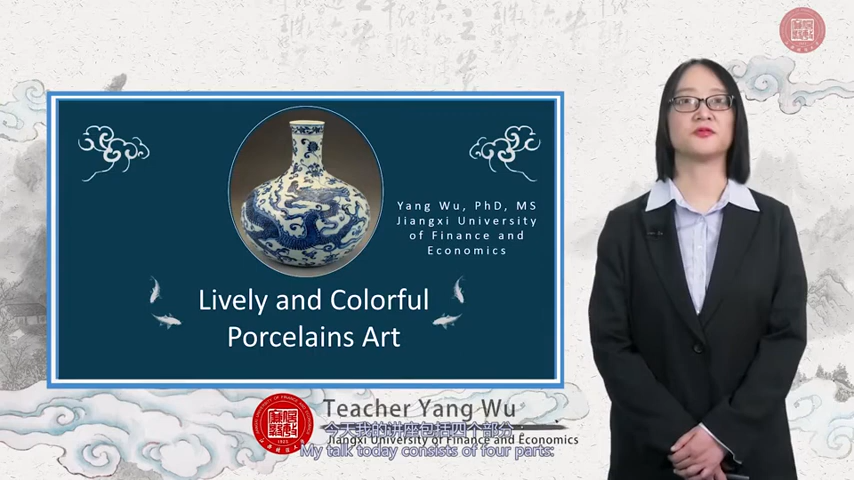 Yang Wu, PhD, MS
Jiangxi University
of Finance and
Economics
Lively and Colorful
Porcelains Art
Teacher Yang Wu
今天我的讲座包括四个部分
Jiangxi University of Finance and Economics
My talk today consists of four parts: